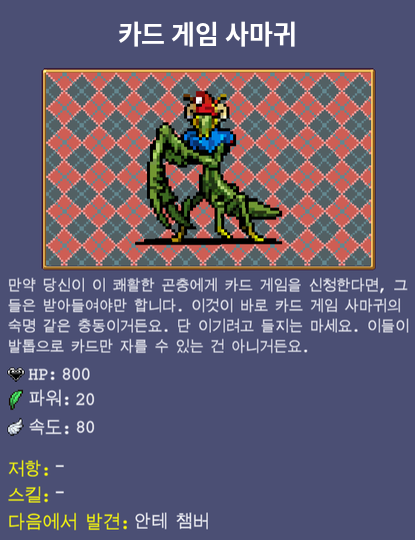 카드 게임 사마귀
만약 당신이 이 쾌활한 곤충에게 카드 게임을 신청한다면, 그
들은 받아들여야만 합니다. 이것이 바로 카드 게임 사마귀의
숙명 같은 충동이거든요. 단 이기려고 들지는 마세요. 이들이
발톱으로 카드만 자를 수 있는 건 아니거든요.
HP: 800
파워: 20
속도: 80
저항: -
스킬: -
다음에서 발견: 안테 챔버